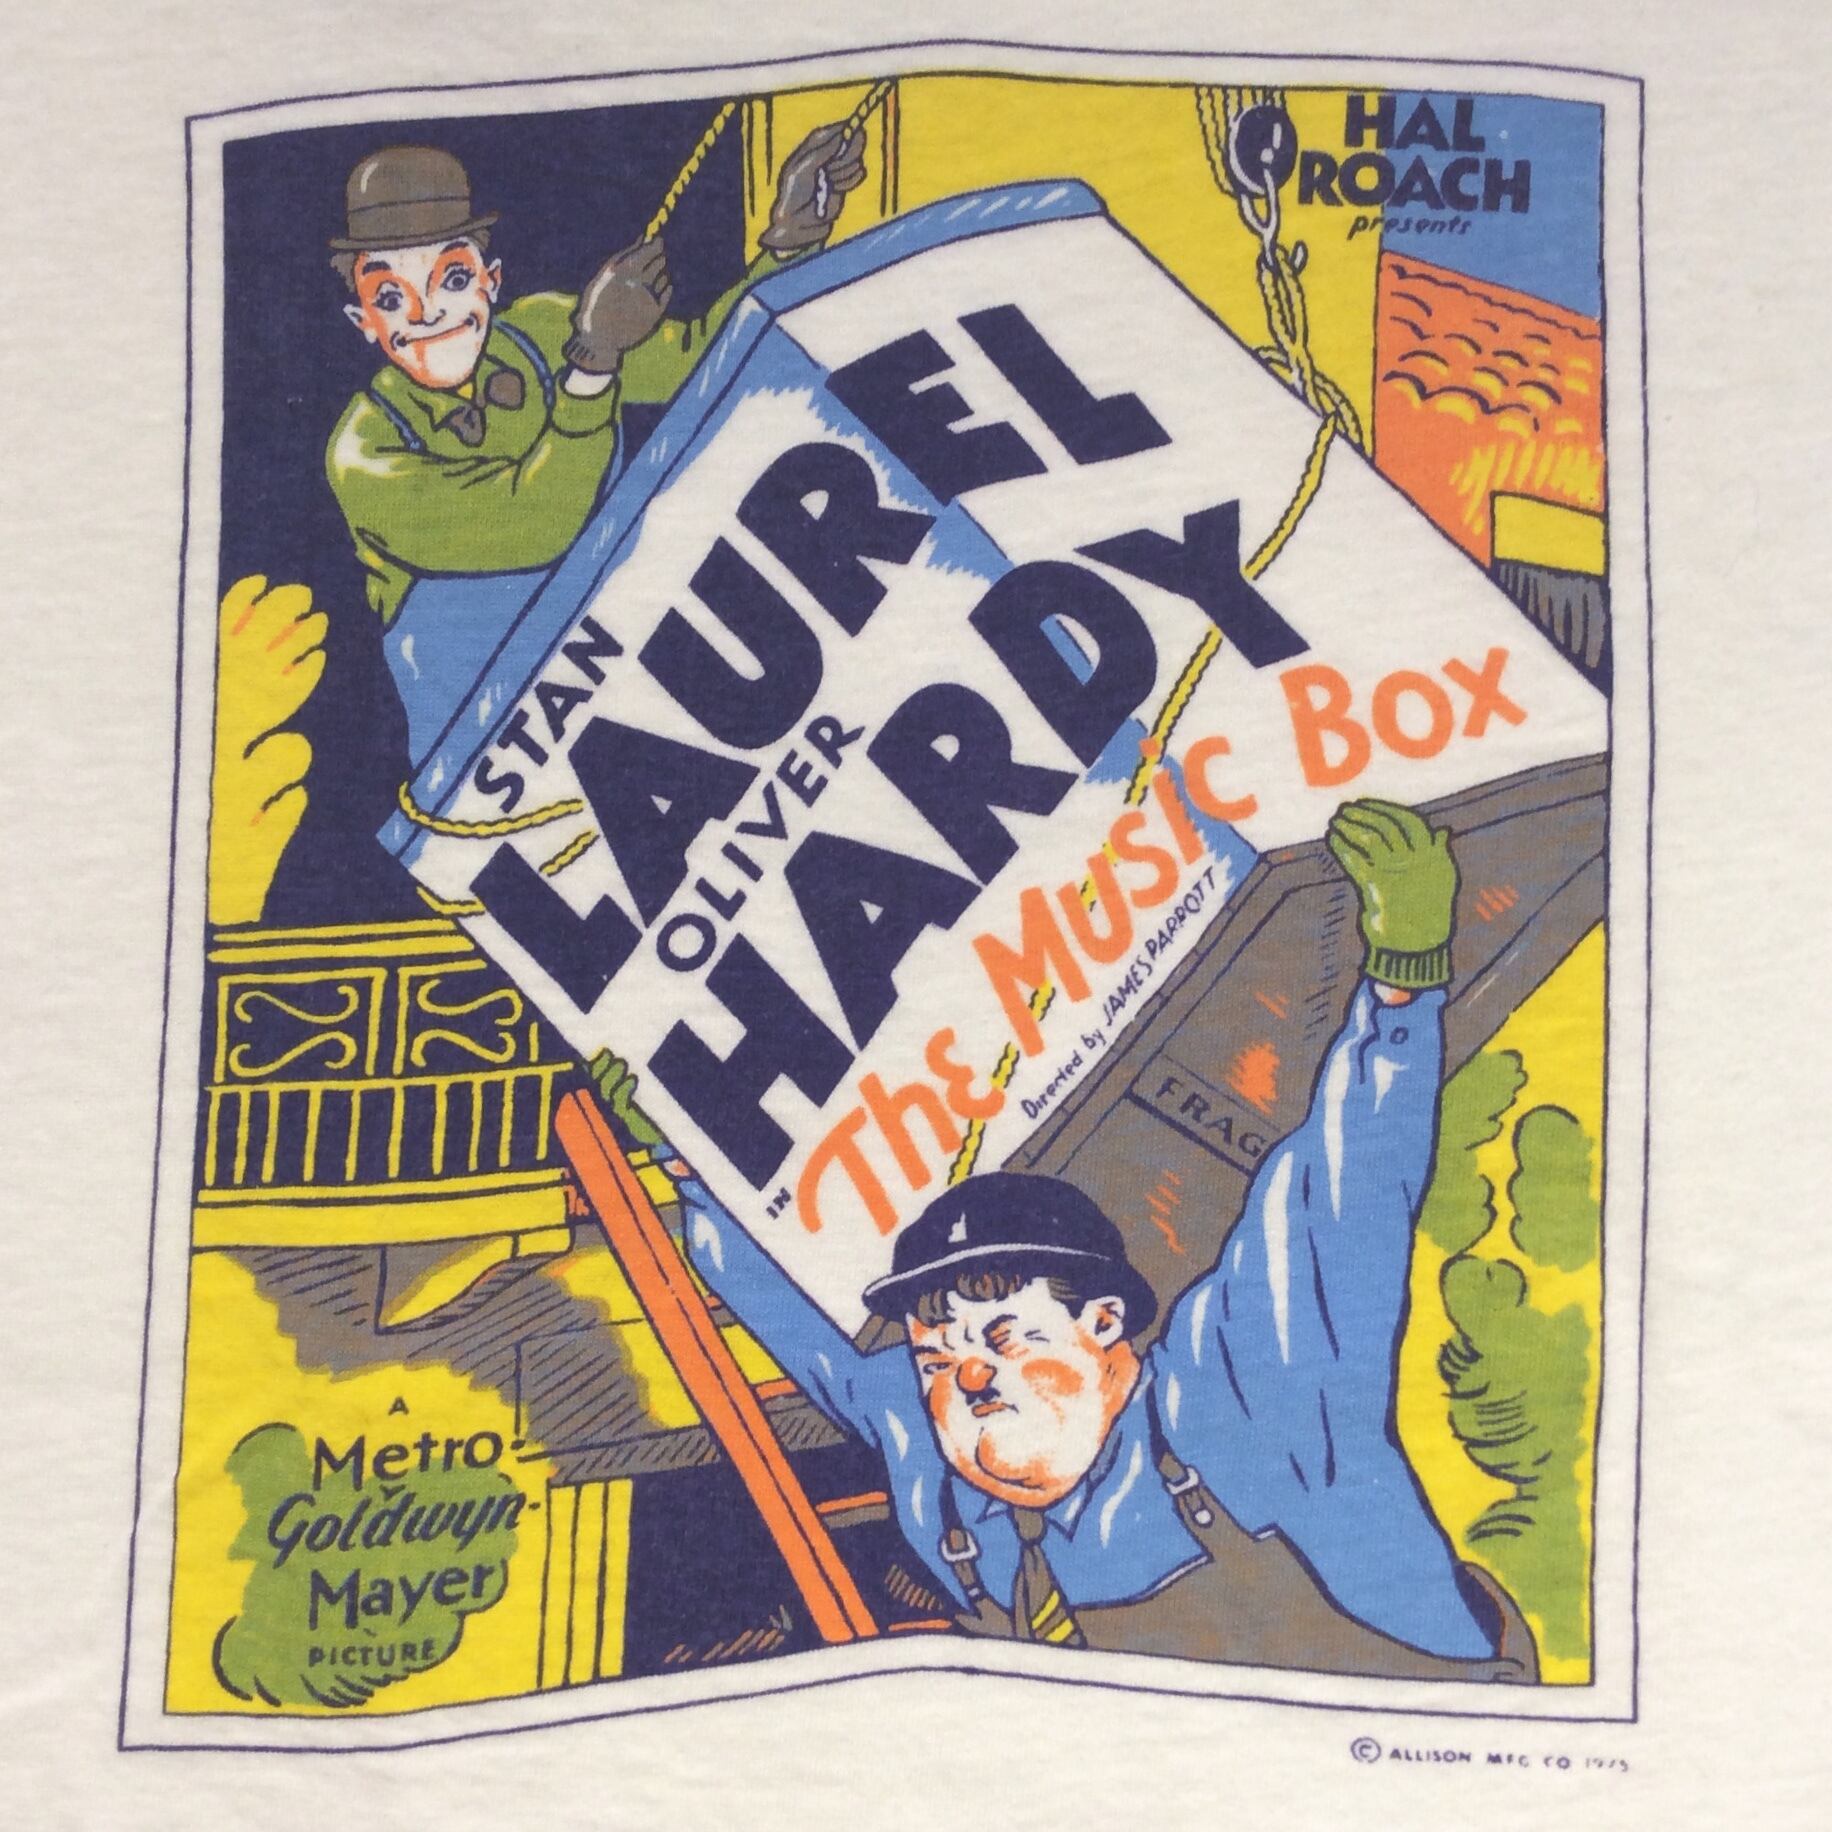 HAL
ROACH
presents
STAN
LAUREL
OLIVER
HARDY
IN
The Music Box
Directed by JAMES PARROTT
FRAG
A
Metro-
Goldwyn-
Mayer
PICTURE
© ALLISON MFG CO 1975